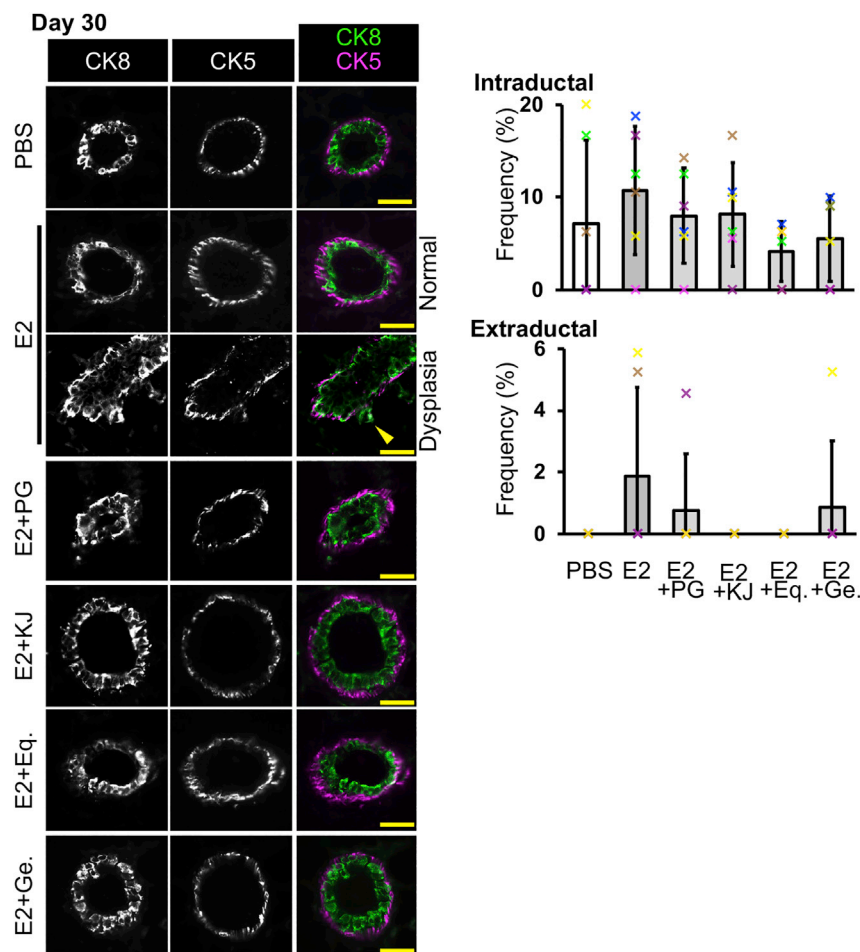 Day 30
CK8
CK5
CK8
CK5
PBS
E2
Normal
Dysplasia
E2+PG
E2+KJ
E2+Eq.
E2+Ge.
Intraductal
Frequency (%)
20
10
0
Extraductal
Frequency (%)
6
4
2
0
PBS
E2
E2
+PG
E2
+KJ
E2
+Eq.
E2
+Ge.